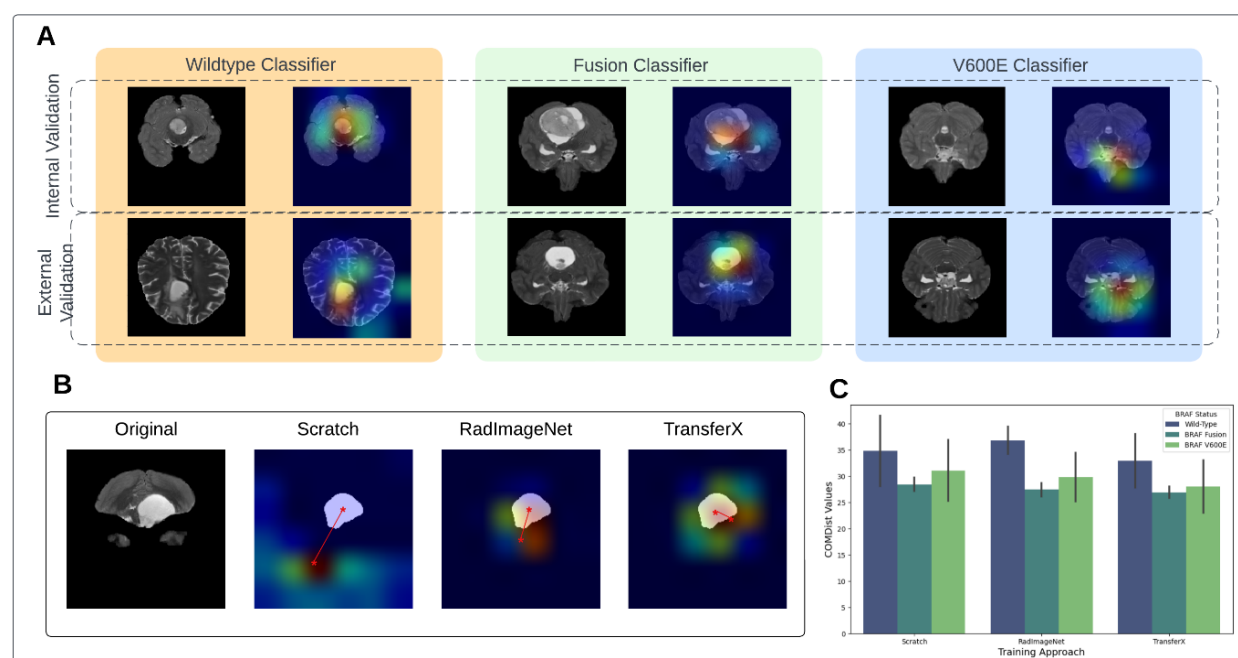 A
Wildtype Classifier
Fusion Classifier
V600E Classifier
Internal Validation
External
Validation
B
Original
Scratch
RadImageNet
TransferX
C
BRAF Status
Wild-Type
BRAF Fusion
BRAF V600E
COMDist Values
40
35
30
25
20
15
10
5
0
Scratch
RadImageNet
TransferX
Training Approach